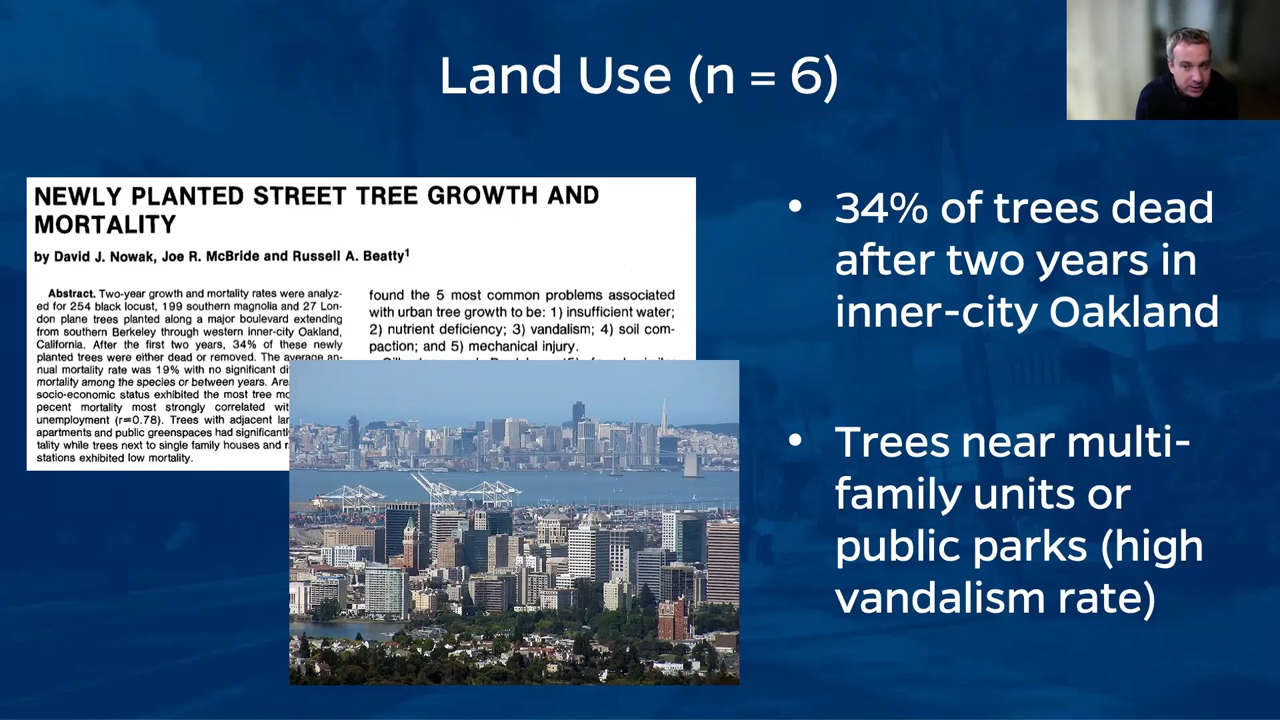 Land Use (n = 6)
NEWLY PLANTED STREET TREE GROWTH AND
MORTALITY
by David J. Nowak, Joe R. McBride and Russell A. Beatty¹
Abstract. Two-year growth and mortality rates were analyz-
ed for 254 black locust, 199 southern magnolia and 27 Lon-
don plane trees planted along a major boulevard extending
from southern Berkeley through western inner-city Oakland,
California. After the first two years, 34% of these newly
planted trees were either dead or removed. The average an-
nual mortality rate was 19% with no significant di
mortality among the species or between years. Are
socio-economic status exhibited the most tree mo
pecent mortality most strongly correlated wit
unemployment (r=0.78). Trees with adjacent lan
apartments and public greenspaces had significantl
tality while trees next to single family houses and r
stations exhibited low mortality.
found the 5 most common problems associated
with urban tree growth to be: 1) insufficient water;
2) nutrient deficiency; 3) vandalism; 4) soil com-
paction; and 5) mechanical injury.
• 34% of trees dead
after two years in
inner-city Oakland
• Trees near multi-
family units or
public parks (high
vandalism rate)